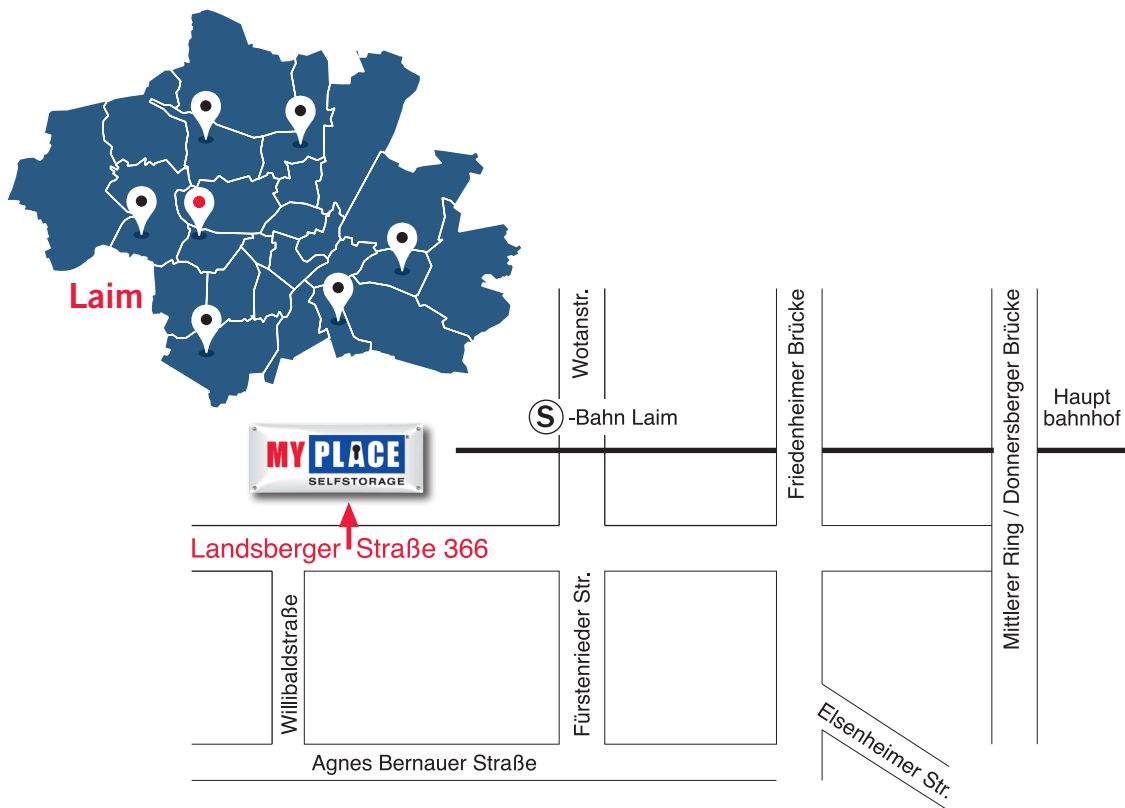 Laim
Wotanstr.
Friedenheimer Brücke
Mittlerer Ring / Donnersberger Brücke
Haupt
bahnhof
S -Bahn Laim
MY PLACE
SELFSTORAGE
Landsberger Straße 366
Willibaldstraße
Fürstenrieder Str.
Elsenheimer Str.
Agnes Bernauer Straße